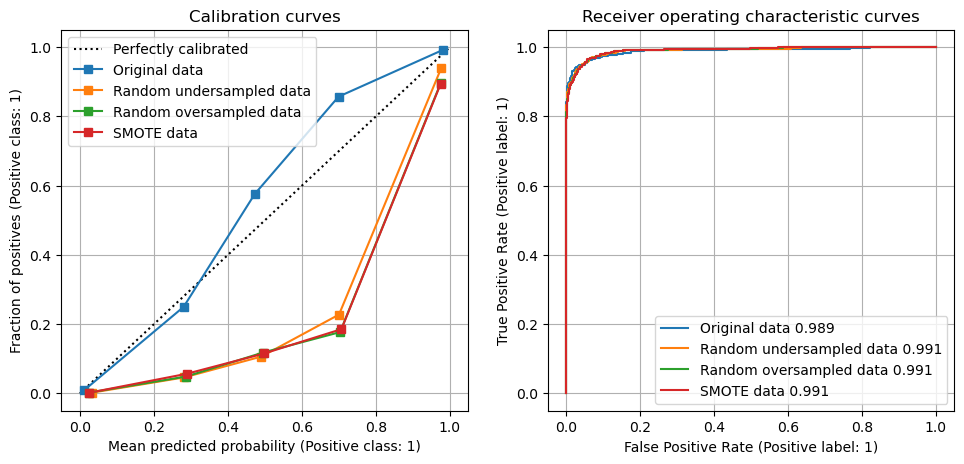 Calibration curves
Fraction of positives (Positive class: 1)
1.0
0.8
0.6
0.4
0.2
0.0
Perfectly calibrated
Original data
Random undersampled data
Random oversampled data
SMOTE data
0.0 0.2 0.4 0.6 0.8 1.0
Mean predicted probability (Positive class: 1)
Receiver operating characteristic curves
True Positive Rate (Positive label: 1)
1.0
0.8
0.6
0.4
0.2
0.0
Original data 0.989
Random undersampled data 0.991
Random oversampled data 0.991
SMOTE data 0.991
0.0 0.2 0.4 0.6 0.8 1.0
False Positive Rate (Positive label: 1)